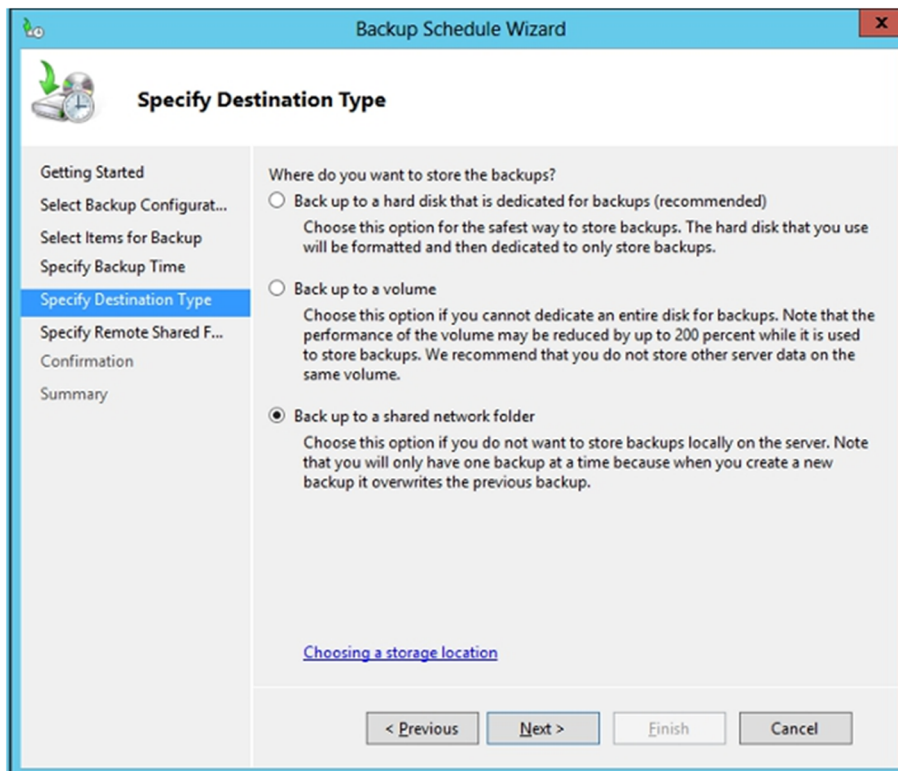 Backup Schedule Wizard
x
Specify Destination Type
Getting Started
Select Backup Configurat...
Select Items for Backup
Specify Backup Time
Specify Destination Type
Specify Remote Shared F...
Confirmation
Summary
Where do you want to store the backups?
Back up to a hard disk that is dedicated for backups (recommended)
Choose this option for the safest way to store backups. The hard disk that you use
will be formatted and then dedicated to only store backups.
Back up to a volume
Choose this option if you cannot dedicate an entire disk for backups. Note that the
performance of the volume may be reduced by up to 200 percent while it is used
to store backups. We recommend that you do not store other server data on the
same volume.
Back up to a shared network folder
Choose this option if you do not want to store backups locally on the server. Note
that you will only have one backup at a time because when you create a new
backup it overwrites the previous backup.
Choosing a storage location
< Previous
Next >
Finish
Cancel